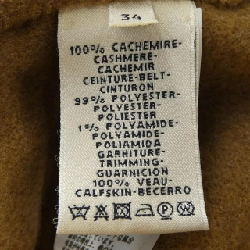 34
100% CACHEMIRE-
CASHMERE-
CACHEMIR
CEINTURE-BELT-
CINTURON
99% POLYESTER-
POLYESTER-
POLIESTER
1% POLYAMIDE-
POLYAMIDE-
POLIAMIDA
GARNITURE-
TRIMMING-
GUARNICION
100% VEAU-
CALFSKIN-BECERRO